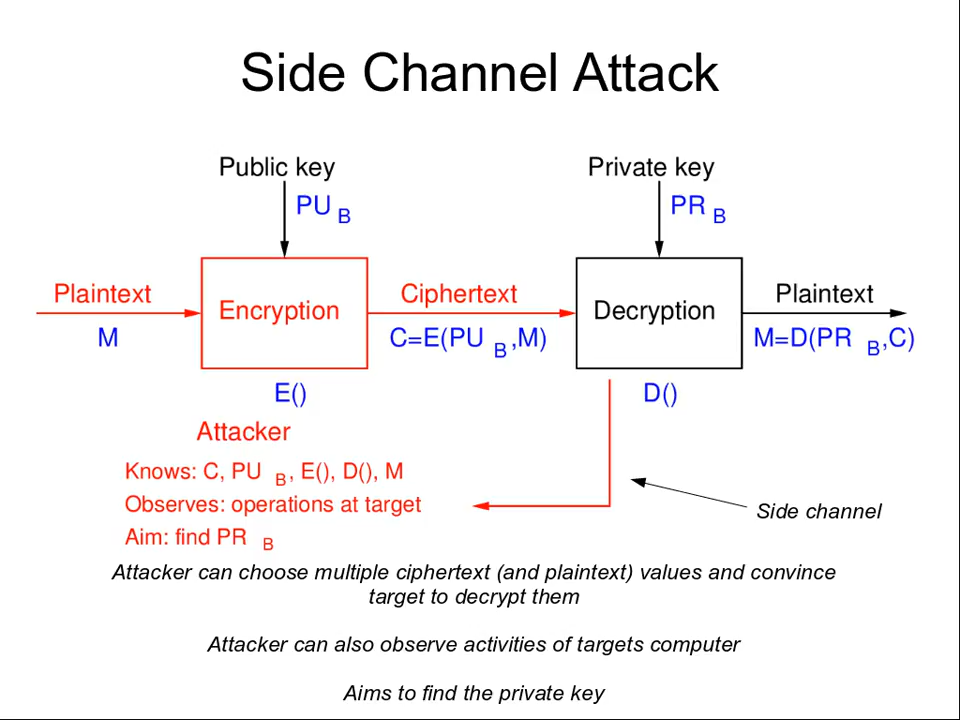 Side Channel Attack
Public key
Private key
PU B
PR B
Plaintext
Encryption
Ciphertext
Decryption
Plaintext
M
C=E(PU B ,M)
M=D(PR B ,C)
E()
D()
Attacker
Knows: C, PU B , E(), D(), M
Observes: operations at target
Side channel
Aim: find PR B
Attacker can choose multiple ciphertext (and plaintext) values and convince
target to decrypt them
Attacker can also observe activities of targets computer
Aims to find the private key